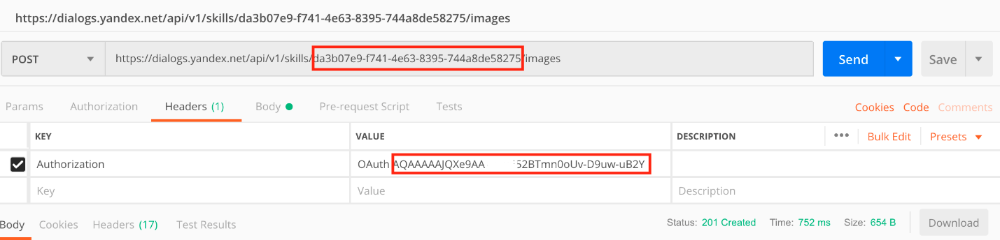 https://dialogs.yandex.net/api/v1/skills/da3b07e9-f741-4e63-8395-744a8de58275/images
POST https://dialogs.yandex.net/api/v1/skills/da3b07e9-f741-4e63-8395-744a8de58275/images Send Save
Params Authorization Headers (1) Body Pre-request Script Tests Cookies Code Comments
KEY VALUE DESCRIPTION ••• Bulk Edit Presets
Authorization OAuth AQAAAAAJQXe9AA 52BTmn0oUv-D9uw-uB2Y
Key Value Description
Body Cookies Headers (17) Test Results Status: 201 Created Time: 752 ms Size: 654 B Download